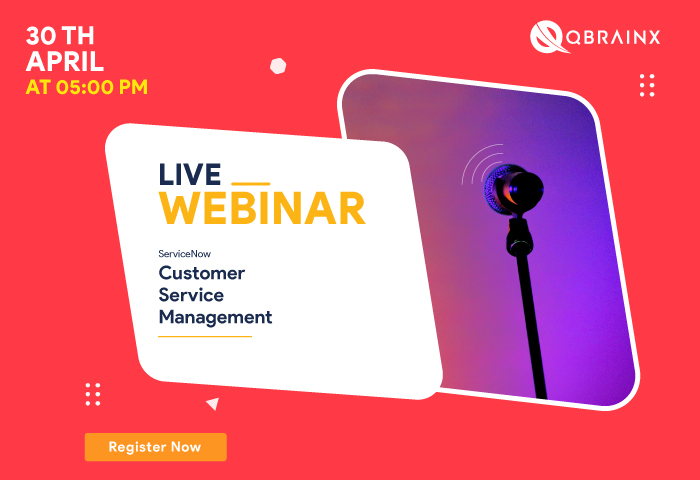 30 TH
APRIL
AT 05:00 PM
QBRAINX
LIVE
WEBINAR
ServiceNow
Customer
Service
Management
Register Now